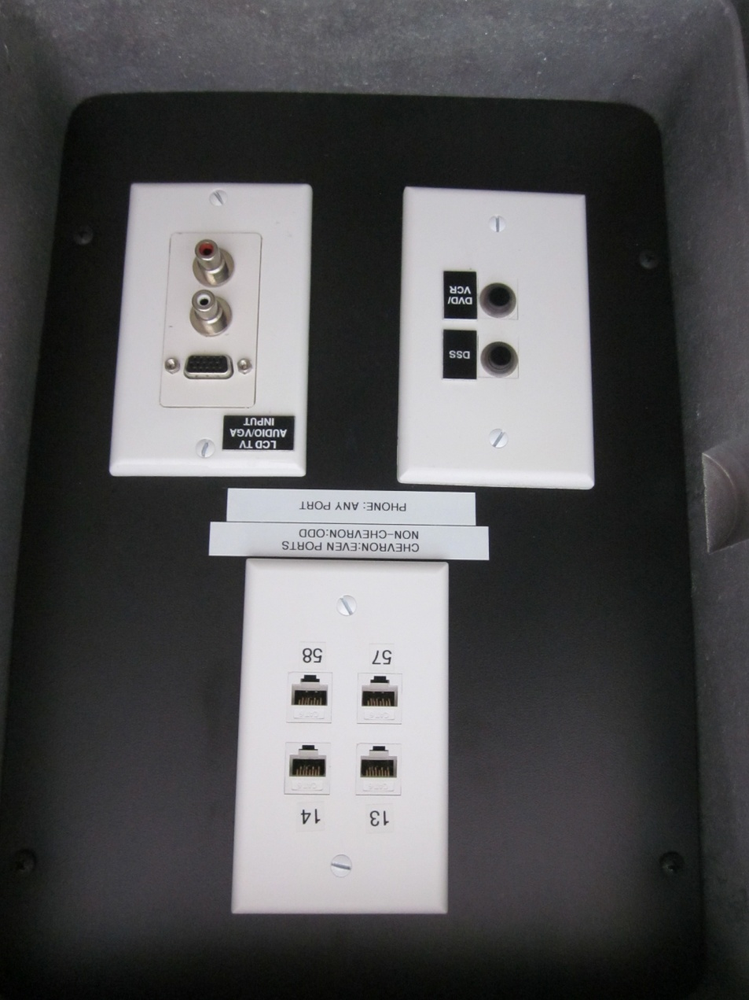 13
14
57
58
CHEVRON:EVEN PORTS
NON-CHEVRON:ODD
PHONE: ANY PORT
DSS
DVD/
VCR
LCD TV
AUDIO/VGA
INPUT